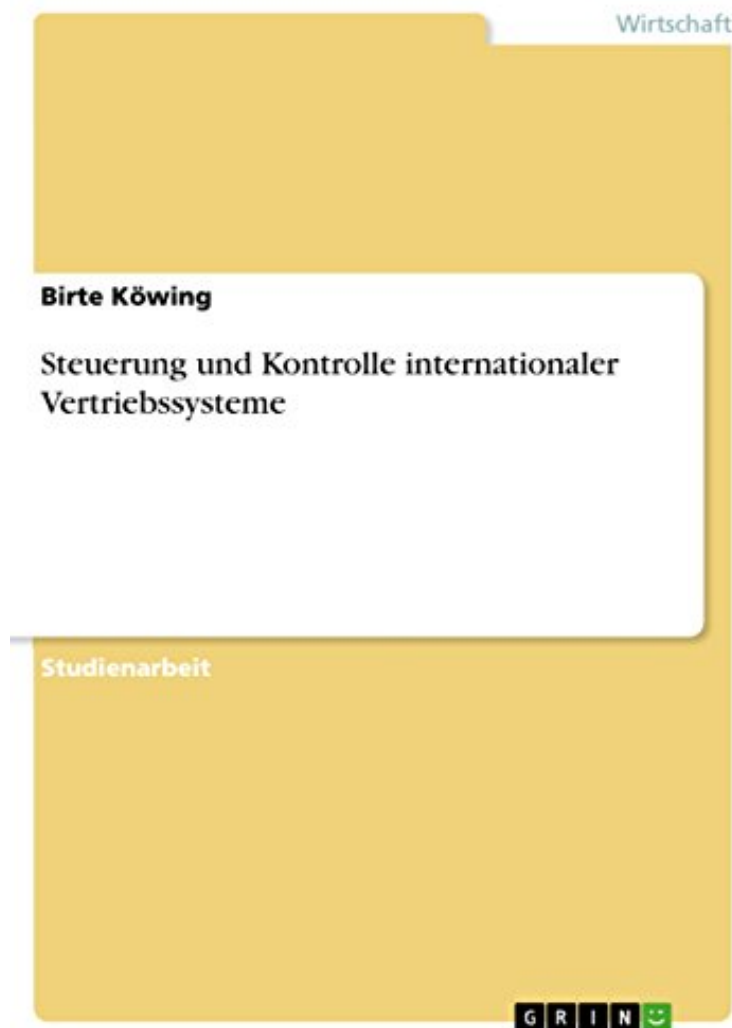 Wirtschaft
Birte Köwing
Steuerung und Kontrolle internationaler
Vertriebssysteme
Studienarbeit
GRIN